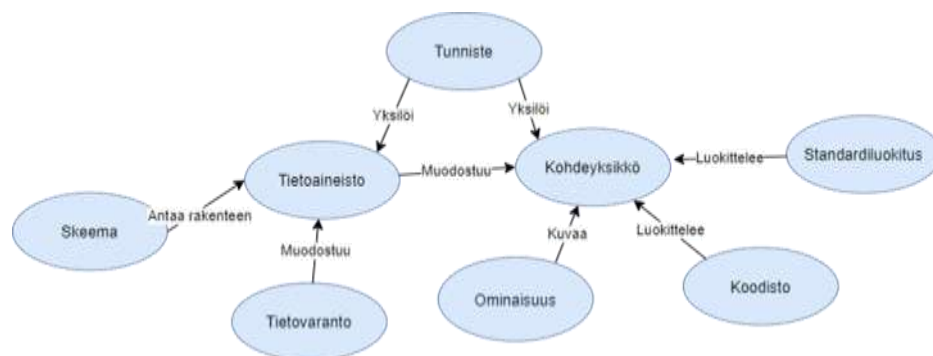 Tunniste
Yksilöi
Yksilöi
Standardiluokitus
Luokittelee
Kohdeyksikkö
Muodostuu
Tietoaineisto
Antaa rakenteen
Skeema
Muodostuu
Kuvaa
Luokittelee
Koodisto
Ominaisuus
Tietovaranto